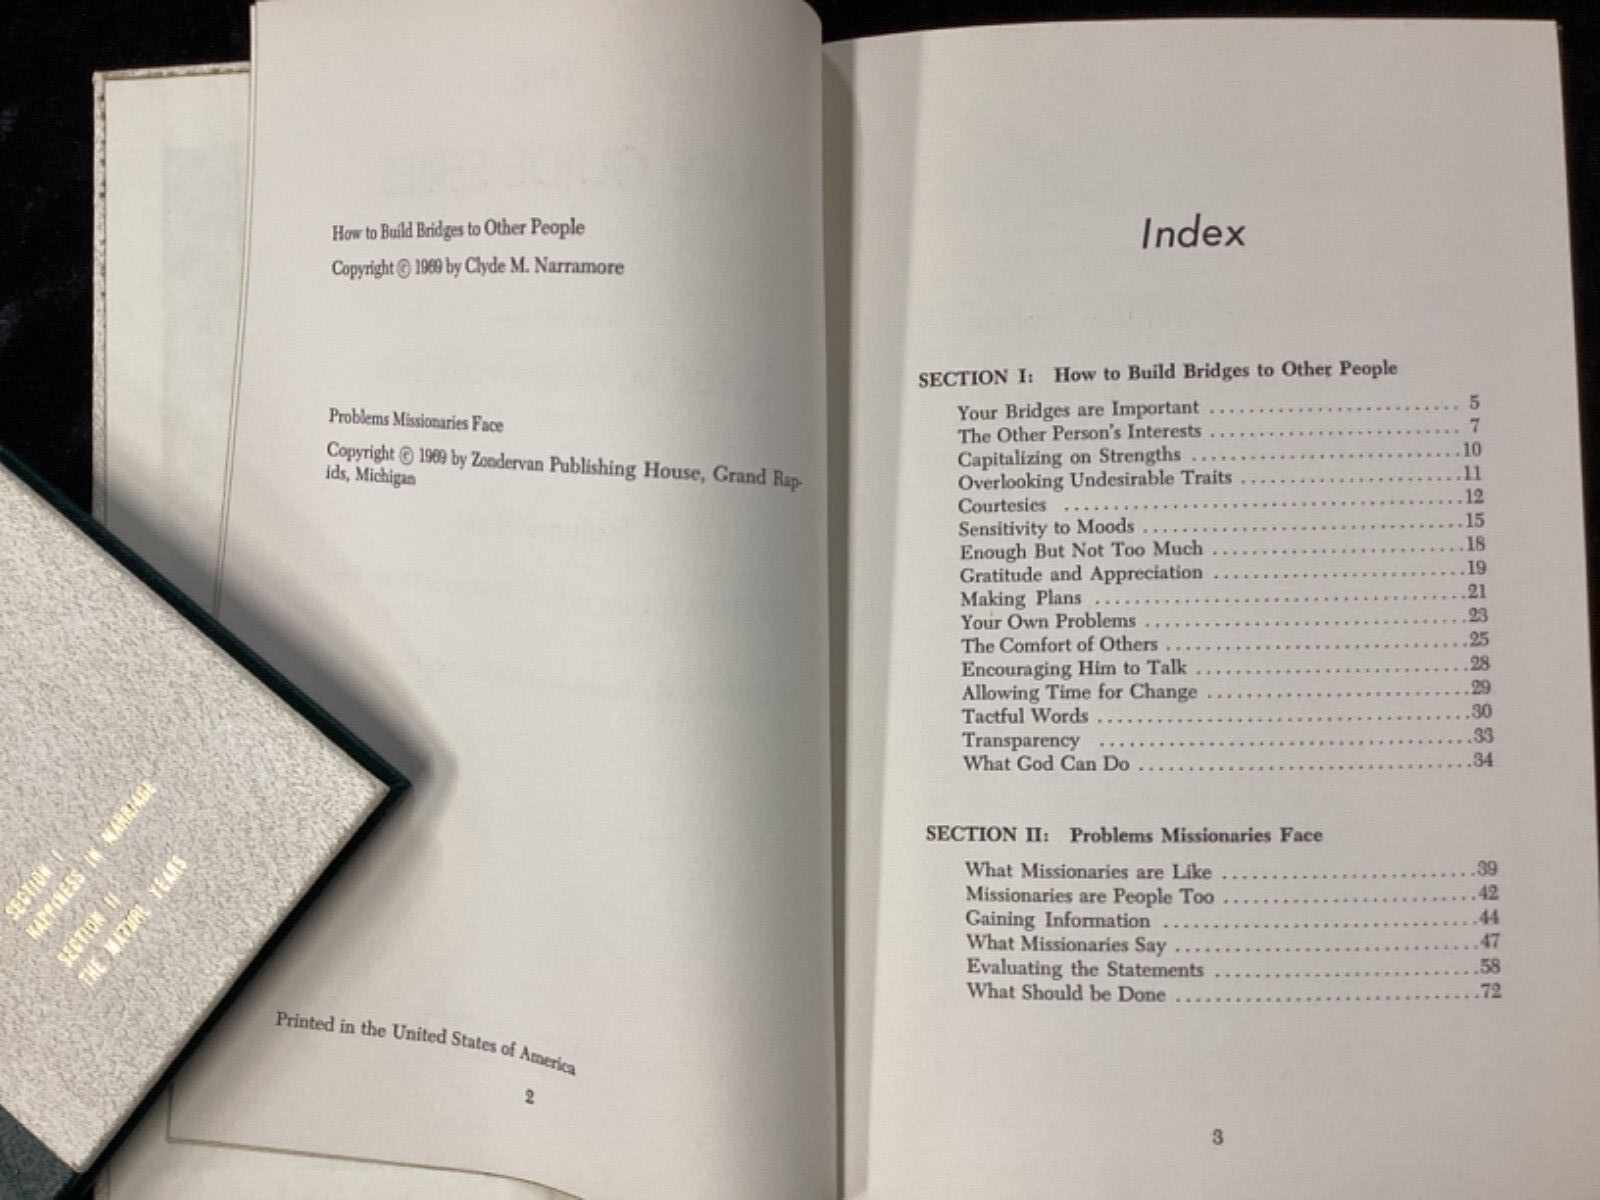 How to Build Bridges to Other People
Copyright © 1969 by Clyde M. Narramore
Problems Missionaries Face
Copyright © 1969 by Zondervan Publishing House, Grand Rap-
ids, Michigan
Printed in the United States of America
2
SECTION I
HAPPINESS IN MARRIAGE
SECTION II
THE MATURE YEARS
Index
SECTION I: How to Build Bridges to Other People
Your Bridges are Important .......................... 5
The Other Person's Interests .......................... 7
Capitalizing on Strengths ..........................10
Overlooking Undesirable Traits ......................11
Courtesies ....................................12
Sensitivity to Moods ..............................15
Enough But Not Too Much ........................18
Gratitude and Appreciation ........................19
Making Plans ..................................21
Your Own Problems ..............................23
The Comfort of Others ............................25
Encouraging Him to Talk ..........................28
Allowing Time for Change ..........................29
Tactful Words ..................................30
Transparency ..................................33
What God Can Do ................................34
SECTION II: Problems Missionaries Face
What Missionaries are Like ..........................39
Missionaries are People Too ........................42
Gaining Information ..............................44
What Missionaries Say ............................47
Evaluating the Statements ..........................58
What Should be Done ..............................72
3